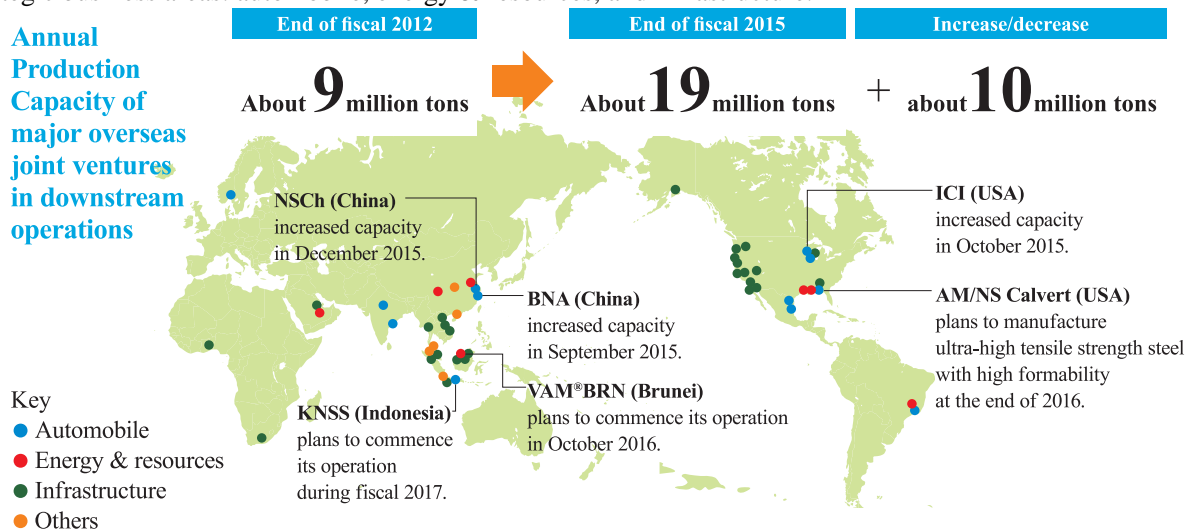 Annual
Production
Capacity of
major overseas
joint ventures
in downstream
operations
End of fiscal 2012
About 9 million tons
End of fiscal 2015
About 19 million tons
Increase/decrease
+ about 10 million tons
NSCh (China)
increased capacity
in December 2015.
BNA (China)
increased capacity
in September 2015.
VAM®BRN (Brunei)
plans to commence its operation
in October 2016.
KNSS (Indonesia)
plans to commence
its operation
during fiscal 2017.
ICI (USA)
increased capacity
in October 2015.
AM/NS Calvert (USA)
plans to manufacture
ultra-high tensile strength steel
with high formability
at the end of 2016.
Key
Automobile
Energy & resources
Infrastructure
Others